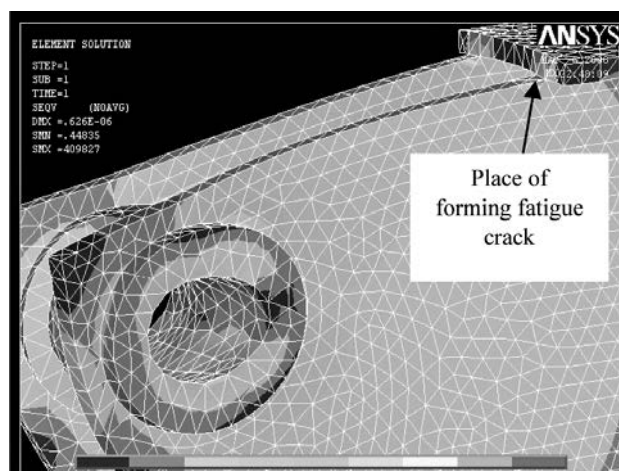 ANSYS
ELEMENT SOLUTION
STEP=1
SUB =1
TIME=1
SEQV (NOAVG)
DMX =.626E-06
SMN =.44835
SMX =409827
Place of
forming fatigue
crack